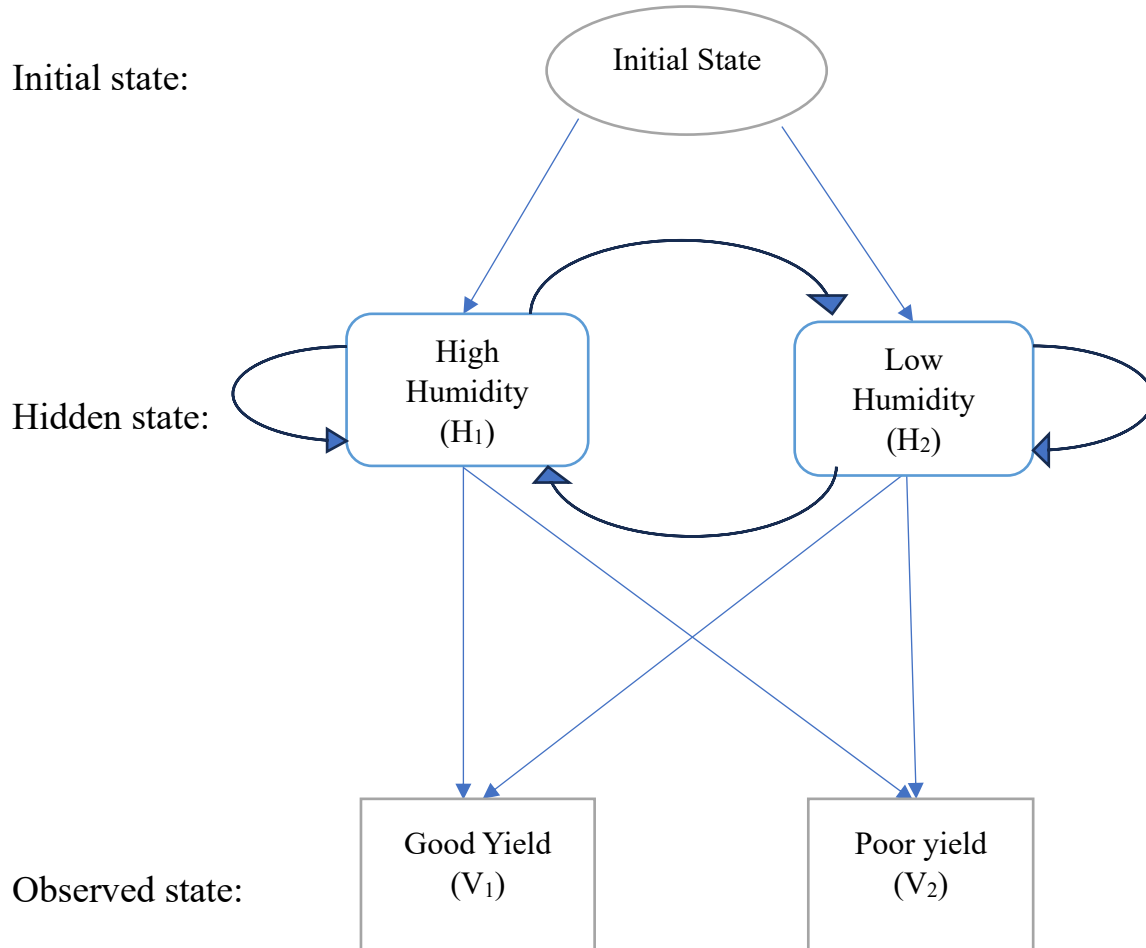 Initial state:
Initial State
Hidden state:
High
Humidity
(H₁)
Low
Humidity
(H₂)
Observed state:
Good Yield
(V₁)
Poor yield
(V₂)